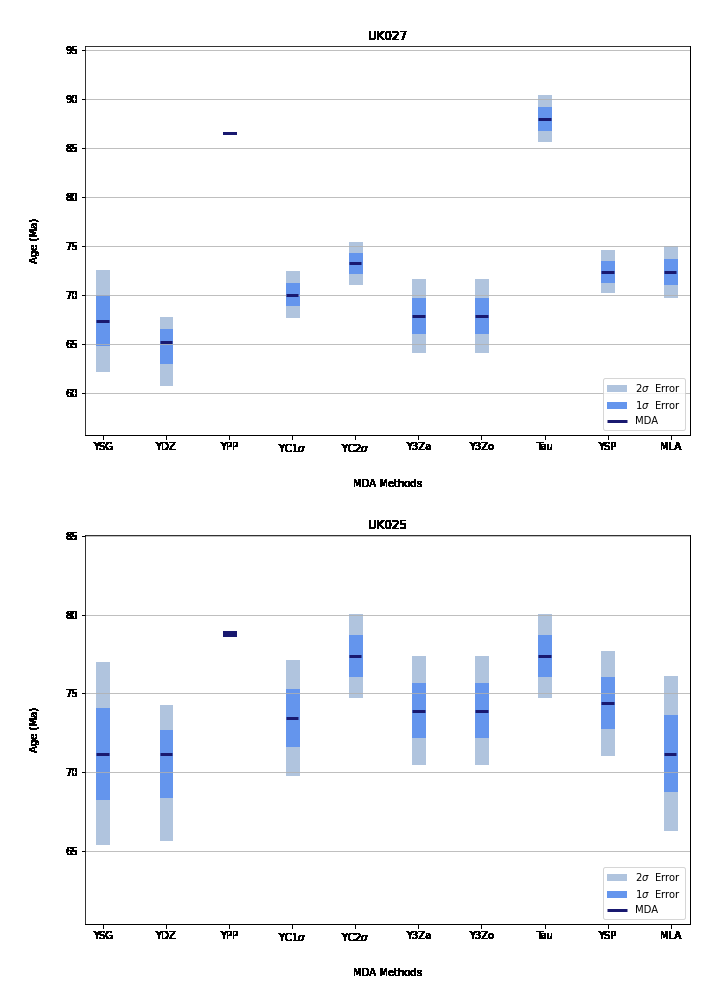 UK027
95
90
85
80
75
70
65
60
Age (Ma)
2σ Error
1σ Error
MDA
YSG YDZ YPP YC1σ YC2σ Y3Za Y3Zo Tau YSP MLA
MDA Methods
UK025
85
80
75
70
65
Age (Ma)
2σ Error
1σ Error
MDA
YSG YDZ YPP YC1σ YC2σ Y3Za Y3Zo Tau YSP MLA
MDA Methods